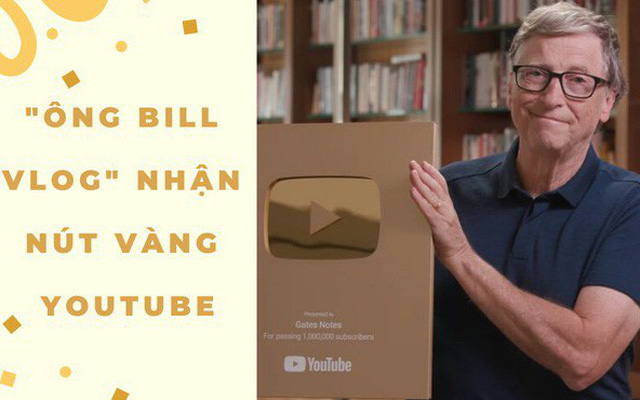 "ÔNG BILL
VLOG" NHẬN
NÚT VÀNG
YOUTUBE
Presented to
Gates Notes
For passing 1,000,000 subscribers
YouTube